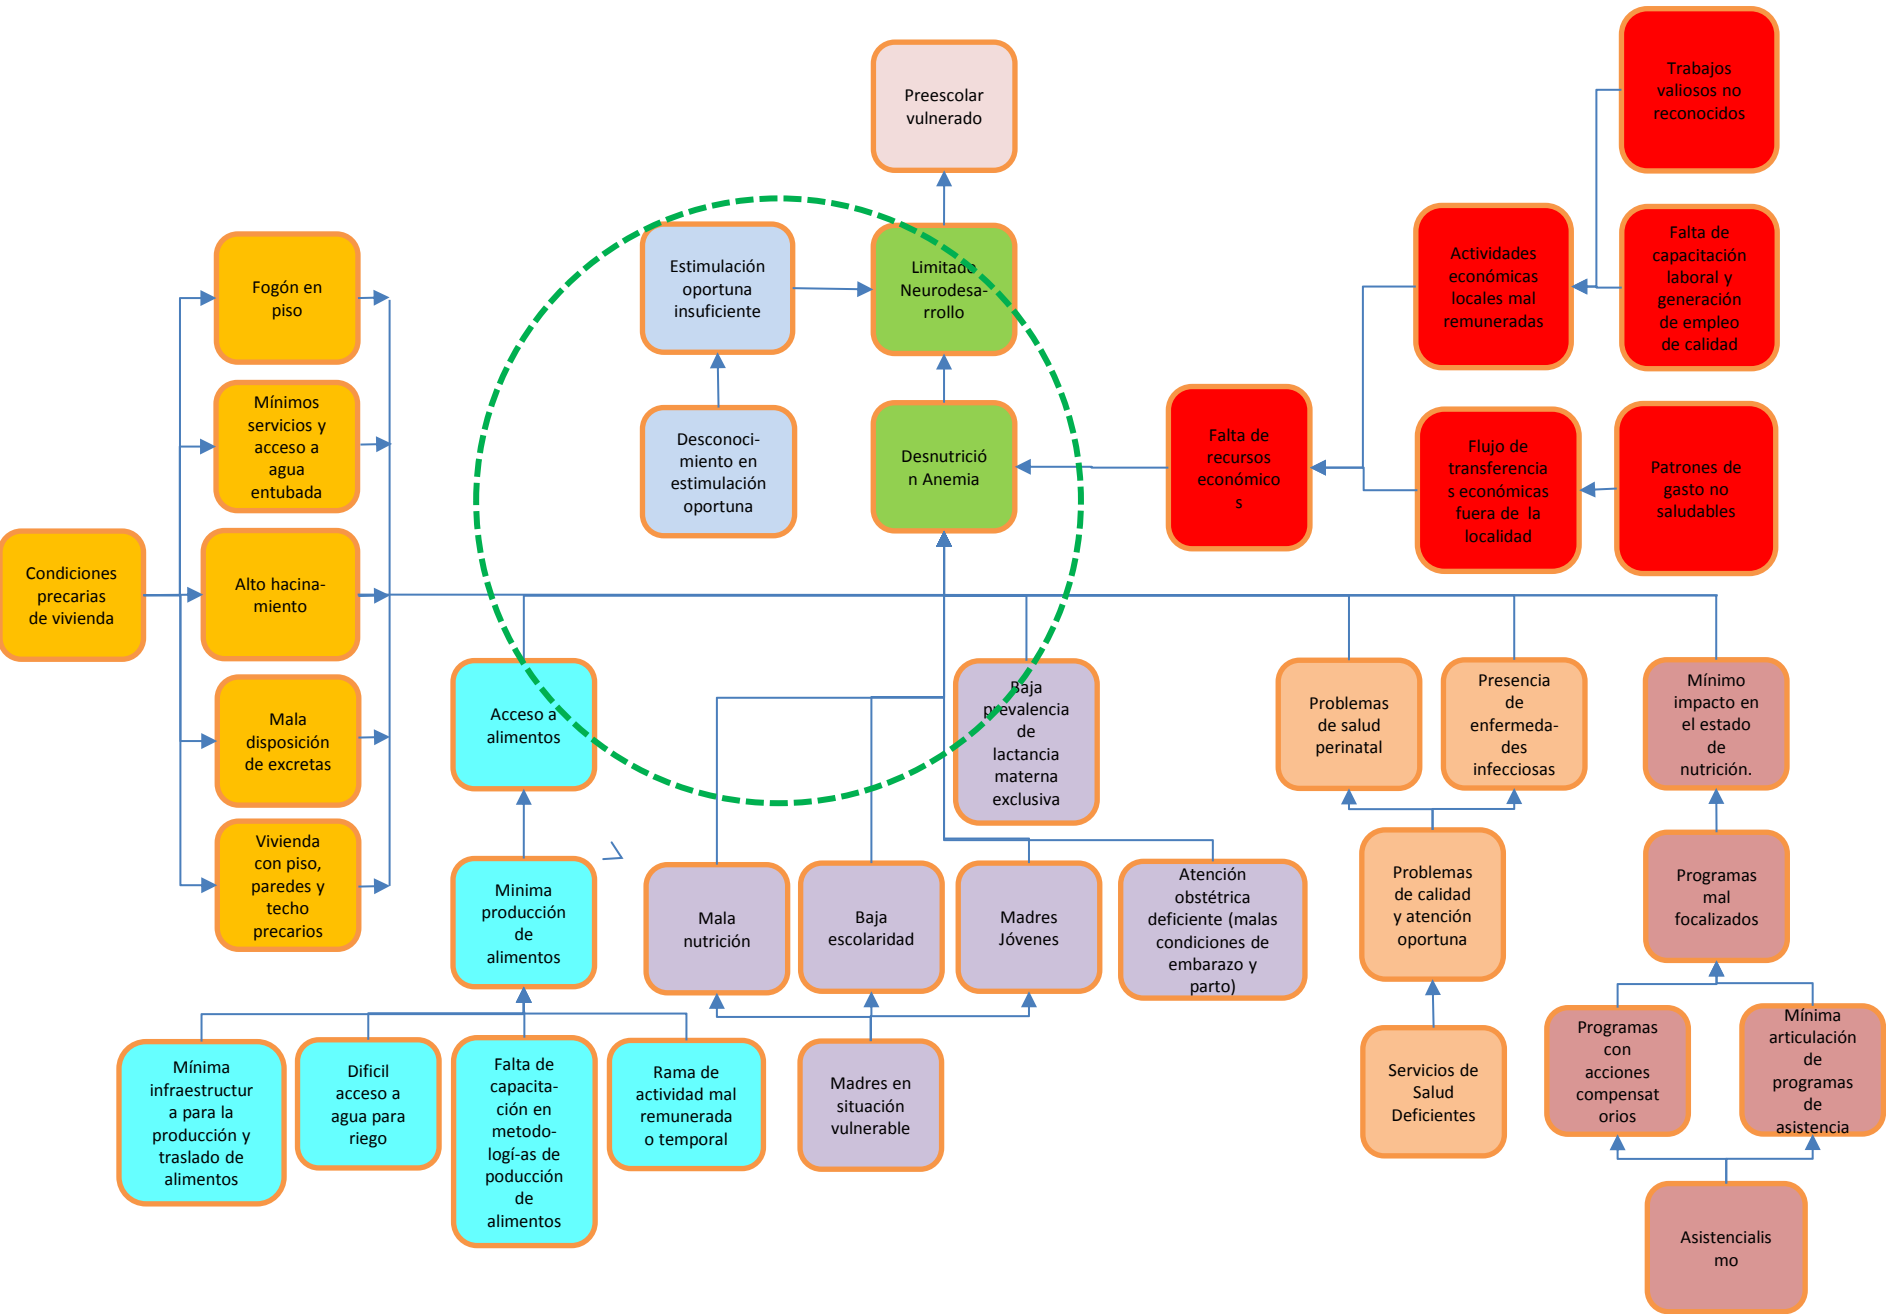 Preescolar
vulnerado
Trabajos
valiosos no
reconocidos
Fogón en
piso
Estimulación
oportuna
insuficiente
Limitado
Neurodesa-
rrollo
Actividades
económicas
locales mal
remuneradas
Falta de
capacitación
laboral y
generación
de empleo
de calidad
Mínimos
servicios y
acceso a
agua
entubada
Desconoci-
miento en
estimulación
oportuna
Desnutrició
n Anemia
Falta de
recursos
económico
s
Flujo de
transferencia
s económicas
fuera de la
localidad
Patrones de
gasto no
saludables
Condiciones
precarias
de vivienda
Alto hacina-
miento
Mala
disposición
de excretas
Acceso a
alimentos
Baja
prevalencia
de
lactancia
materna
exclusiva
Problemas
de salud
perinatal
Presencia
de
enfermeda-
des
infecciosas
Mínimo
impacto en
el estado
de
nutrición.
Vivienda
con piso,
paredes y
techo
precarios
Minima
producción
de
alimentos
Mala
nutrición
Baja
escolaridad
Madres
Jóvenes
Atención
obstétrica
deficiente (malas
condiciones de
embarazo y
parto)
Problemas
de calidad
y atención
oportuna
Programas
mal
focalizados
Mínima
infraestructur
a para la
producción y
traslado de
alimentos
Dificil
acceso a
agua para
riego
Falta de
capacita-
ción en
metodo-
logí-as de
poducción
de
alimentos
Rama de
actividad mal
remunerada
o temporal
Madres en
situación
vulnerable
Servicios de
Salud
Deficientes
Programas
con
acciones
compensat
orios
Mínima
articulación
de
programas
de
asistencia
Asistenciali
smo